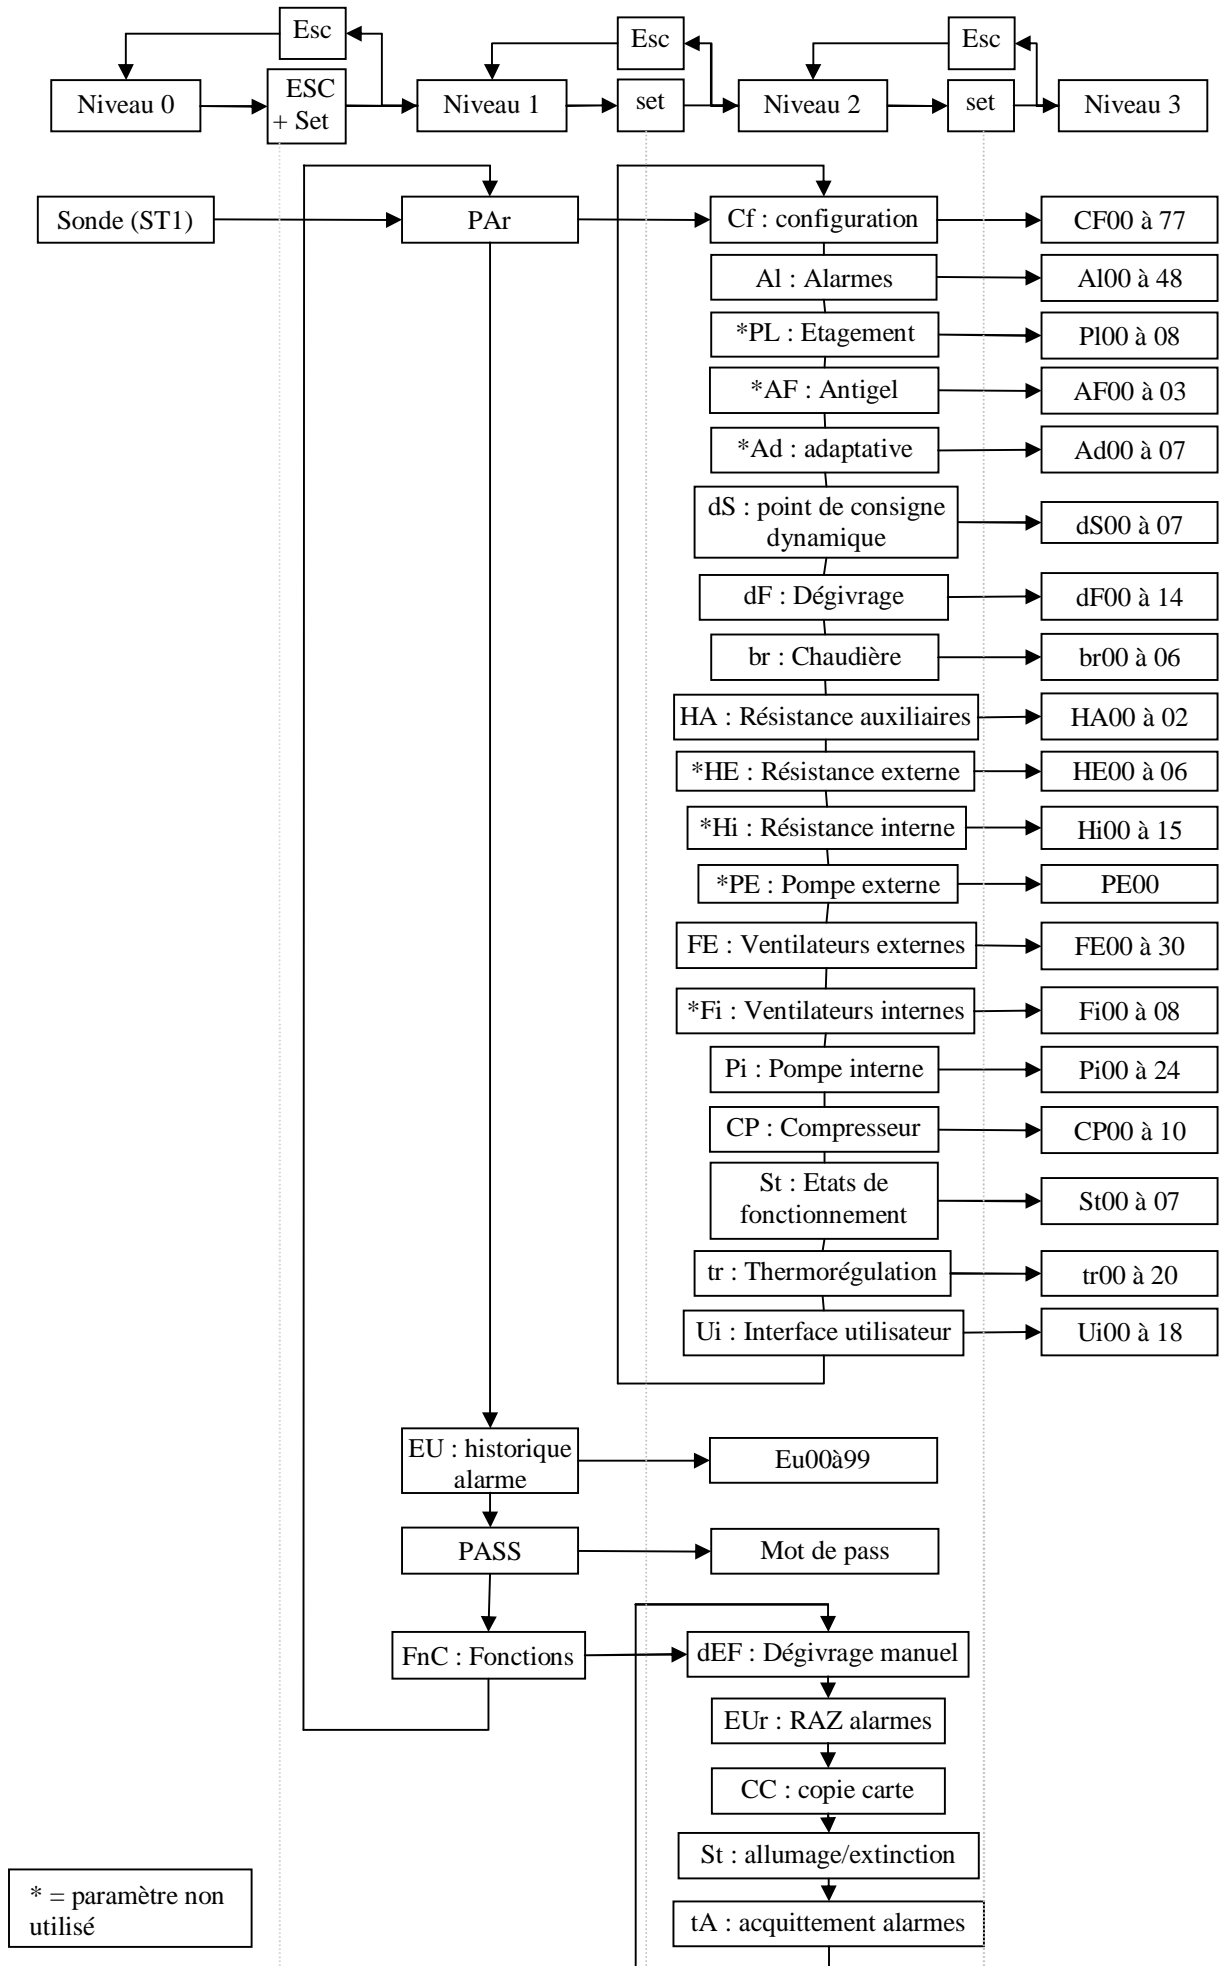 Esc
Esc
Esc
Niveau 0
ESC
+ Set
Niveau 1
set
Niveau 2
set
Niveau 3
Sonde (ST1)
PAr
Cf : configuration
CF00 à 77
Al : Alarmes
Al00 à 48
*PL : Etagement
Pl00 à 08
*AF : Antigel
AF00 à 03
*Ad : adaptative
Ad00 à 07
dS : point de consigne
dynamique
dS00 à 07
dF : Dégivrage
dF00 à 14
br : Chaudière
br00 à 06
HA : Résistance auxiliaires
HA00 à 02
*HE : Résistance externe
HE00 à 06
*Hi : Résistance interne
Hi00 à 15
*PE : Pompe externe
PE00
FE : Ventilateurs externes
FE00 à 30
*Fi : Ventilateurs internes
Fi00 à 08
Pi : Pompe interne
Pi00 à 24
CP : Compresseur
CP00 à 10
St : Etats de
fonctionnement
St00 à 07
tr : Thermorégulation
tr00 à 20
Ui : Interface utilisateur
Ui00 à 18
EU : historique
alarme
Eu00à99
PASS
Mot de pass
FnC : Fonctions
dEF : Dégivrage manuel
EUr : RAZ alarmes
CC : copie carte
St : allumage/extinction
tA : acquittement alarmes
* = paramètre non
utilisé